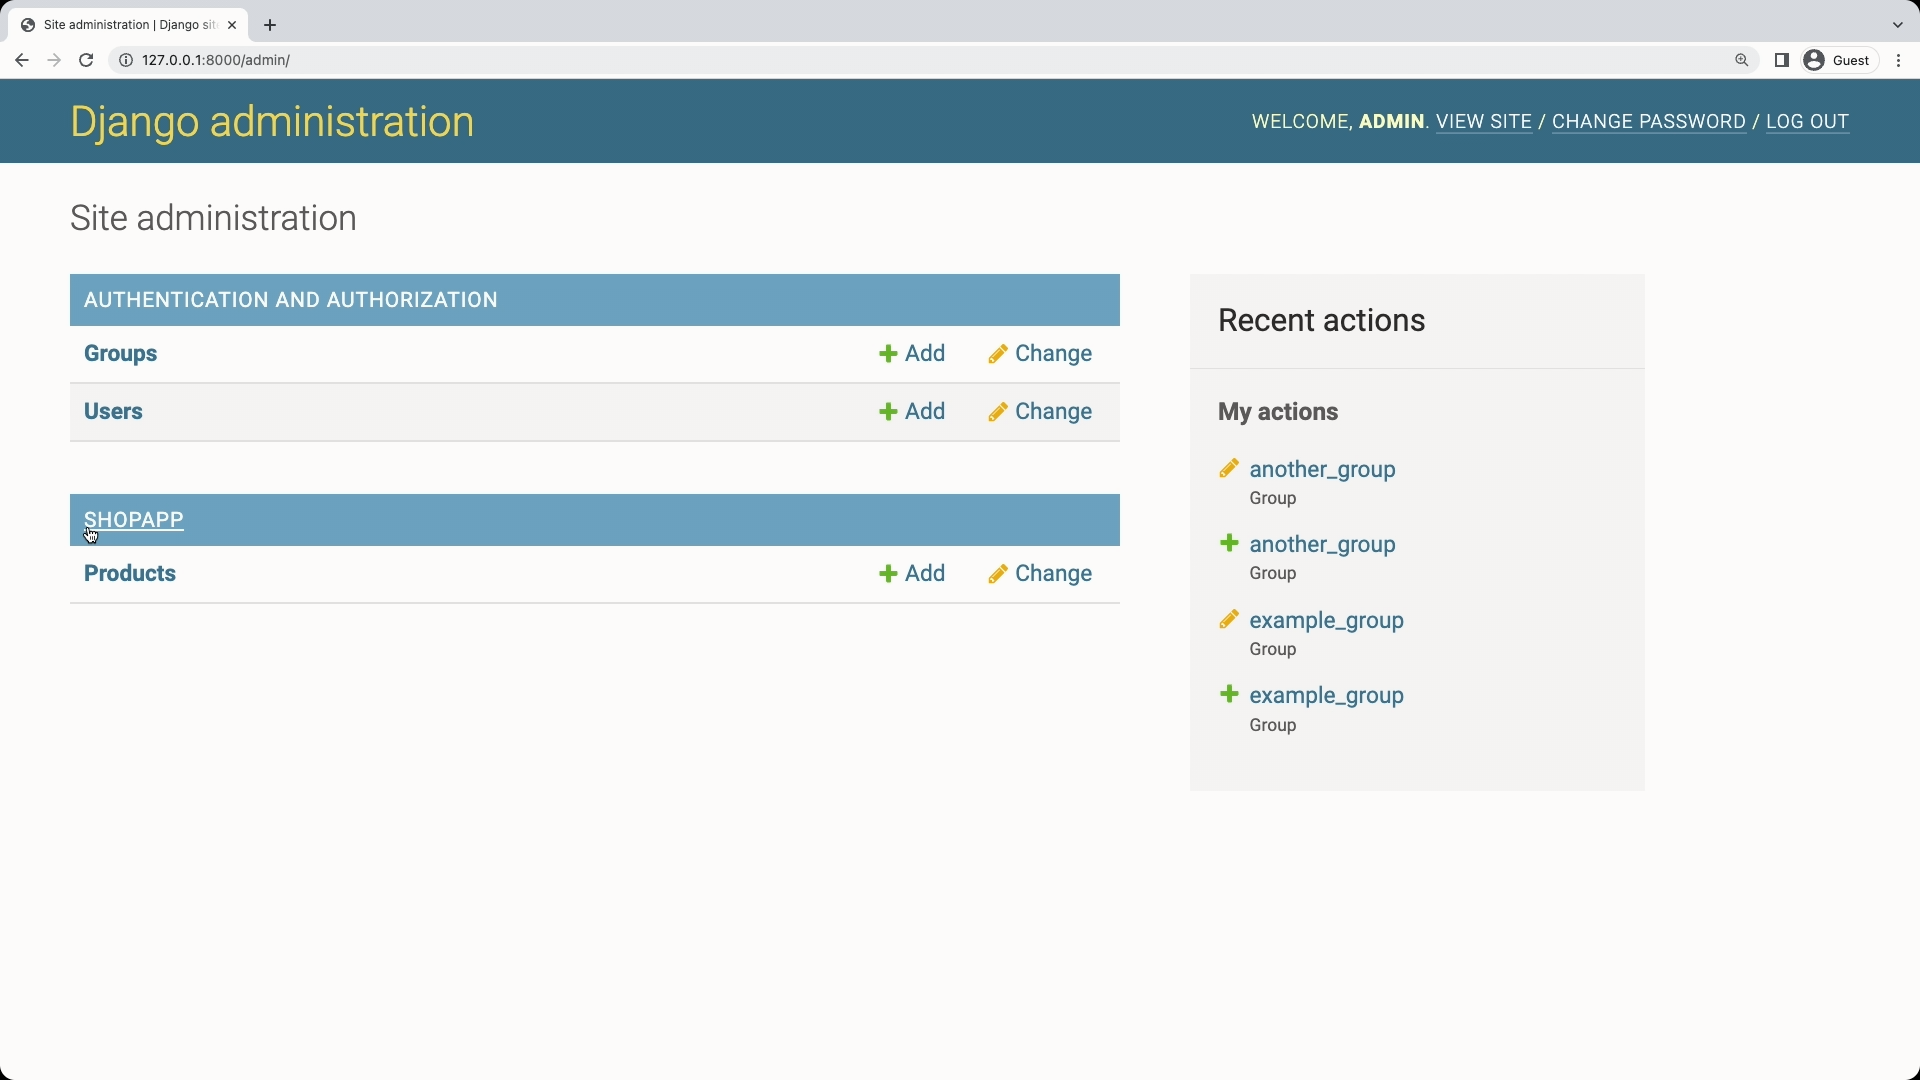 Site administration | Django sit
127.0.0.1:8000/admin/
Guest
Django administration
WELCOME, ADMIN. VIEW SITE / CHANGE PASSWORD / LOG OUT
Site administration
AUTHENTICATION AND AUTHORIZATION
Groups Add Change
Users Add Change
SHOPAPP
Products Add Change
Recent actions
My actions
another_group
Group
another_group
Group
example_group
Group
example_group
Group